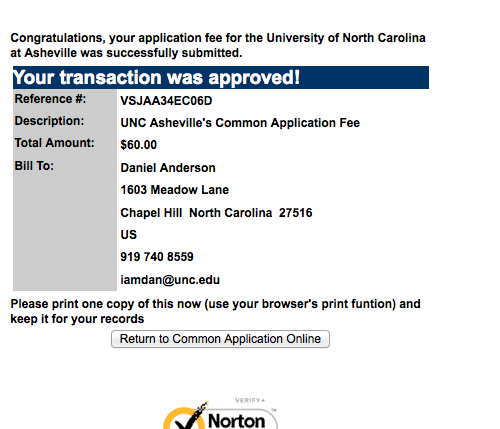 Congratulations, your application fee for the University of North Carolina
at Asheville was successfully submitted.
Your transaction was approved!
Reference #: VSJAA34EC06D
Description: UNC Asheville's Common Application Fee
Total Amount: $60.00
Bill To: Daniel Anderson
1603 Meadow Lane
Chapel Hill North Carolina 27516
US
919 740 8559
iamdan@unc.edu
Please print one copy of this now (use your browser's print funtion) and
keep it for your records
Return to Common Application Online
VERIFY
Norton